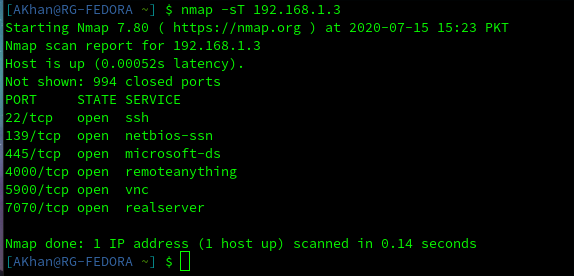 [AKhan@RG-FEDORA ~] $ nmap -sT 192.168.1.3
Starting Nmap 7.80 ( https://nmap.org ) at 2020-07-15 15:23 PKT
Nmap scan report for 192.168.1.3
Host is up (0.00052s latency).
Not shown: 994 closed ports
PORT     STATE SERVICE
22/tcp   open  ssh
139/tcp  open  netbios-ssn
445/tcp  open  microsoft-ds
4000/tcp open  remoteanything
5900/tcp open  vnc
7070/tcp open  realserver
Nmap done: 1 IP address (1 host up) scanned in 0.14 seconds
[AKhan@RG-FEDORA ~] $